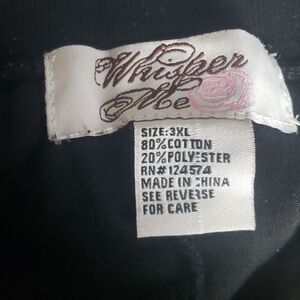 Whisper
Me
SIZE:3XL
80%COTTON
20%POLYESTER
RN#124574
MADE IN CHINA
SEE REVERSE
FOR CARE